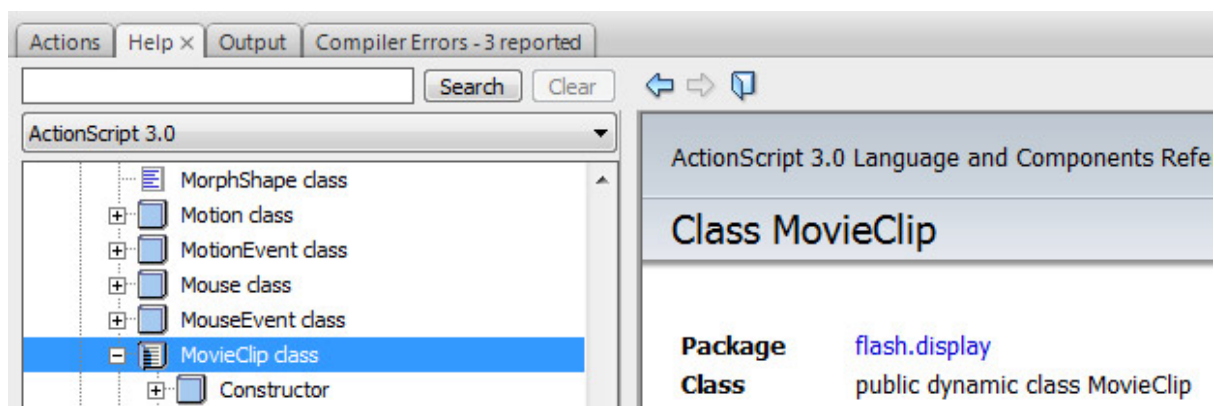 Actions Help × Output Compiler Errors - 3 reported
Search Clear
ActionScript 3.0
MorphShape class
Motion class
MotionEvent class
Mouse class
MouseEvent class
MovieClip class
Constructor
ActionScript 3.0 Language and Components Refe
Class MovieClip
Package flash.display
Class public dynamic class MovieClip